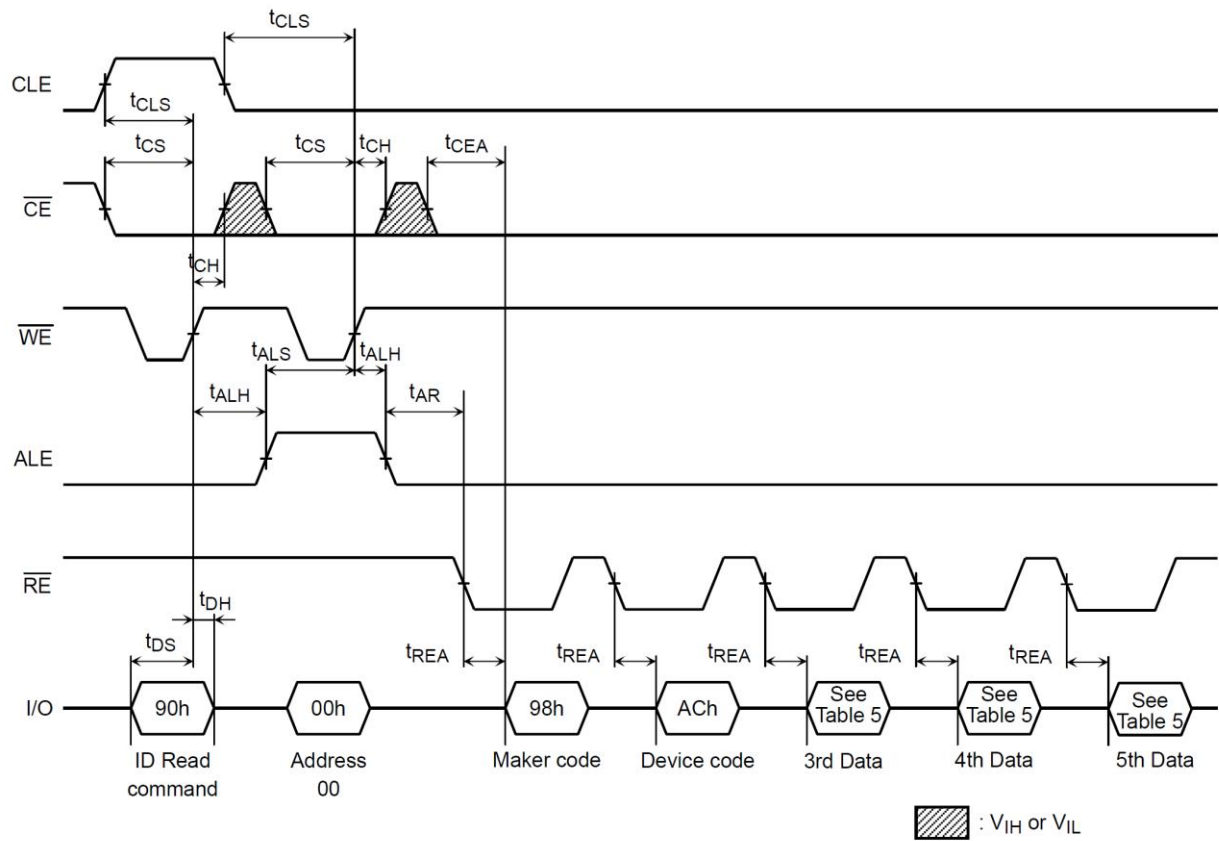 tCLS
CLE
tCLS
tCS tCS tCH tCEA
CE
tCH
WE
tALS tALH
tALH tAR
ALE
RE
tDH
tDS tREA tREA tREA tREA tREA
I/O 90h 00h 98h ACh See Table 5 See Table 5 See Table 5
ID Read command Address 00 Maker code Device code 3rd Data 4th Data 5th Data
: VIH or VIL